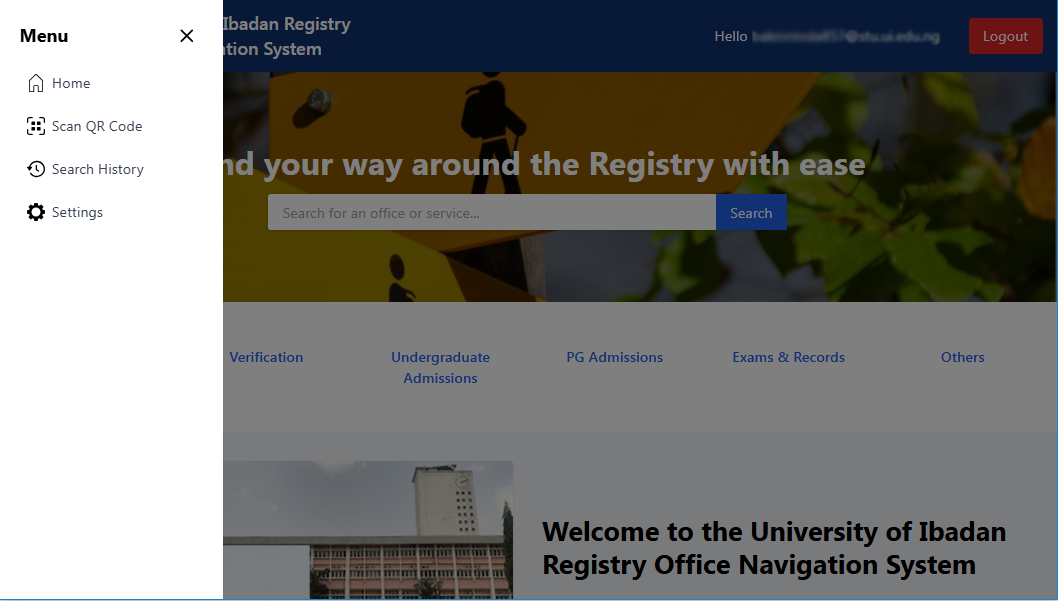 Menu
Home
Scan QR Code
Search History
Settings
Ibadan Registry
ation System
Hello @stu.ui.edu.ng
Logout
nd your way around the Registry with ease
Search for an office or service...
Search
Verification
Undergraduate
Admissions
PG Admissions
Exams & Records
Others
Welcome to the University of Ibadan
Registry Office Navigation System